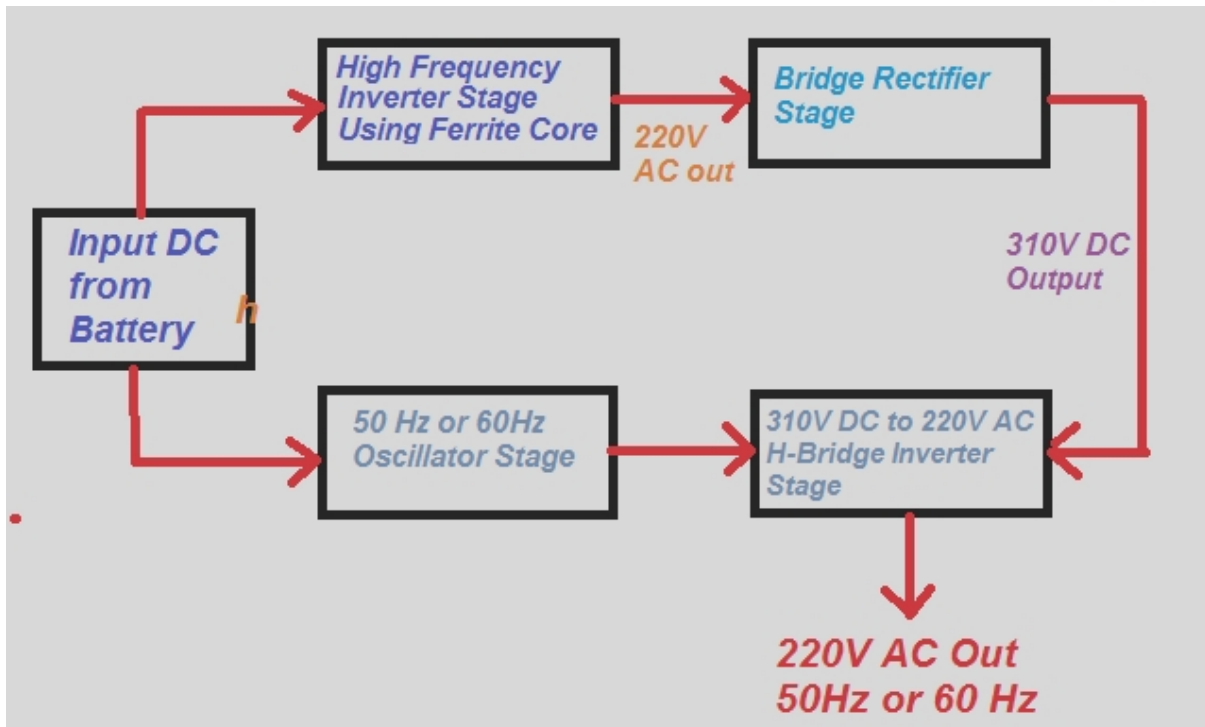 High Frequency
Inverter Stage
Using Ferrite Core
220V
AC out
Bridge Rectifier
Stage
310V DC
Output
Input DC
from
Battery
h
50 Hz or 60Hz
Oscillator Stage
310V DC to 220V AC
H-Bridge Inverter
Stage
220V AC Out
50Hz or 60 Hz